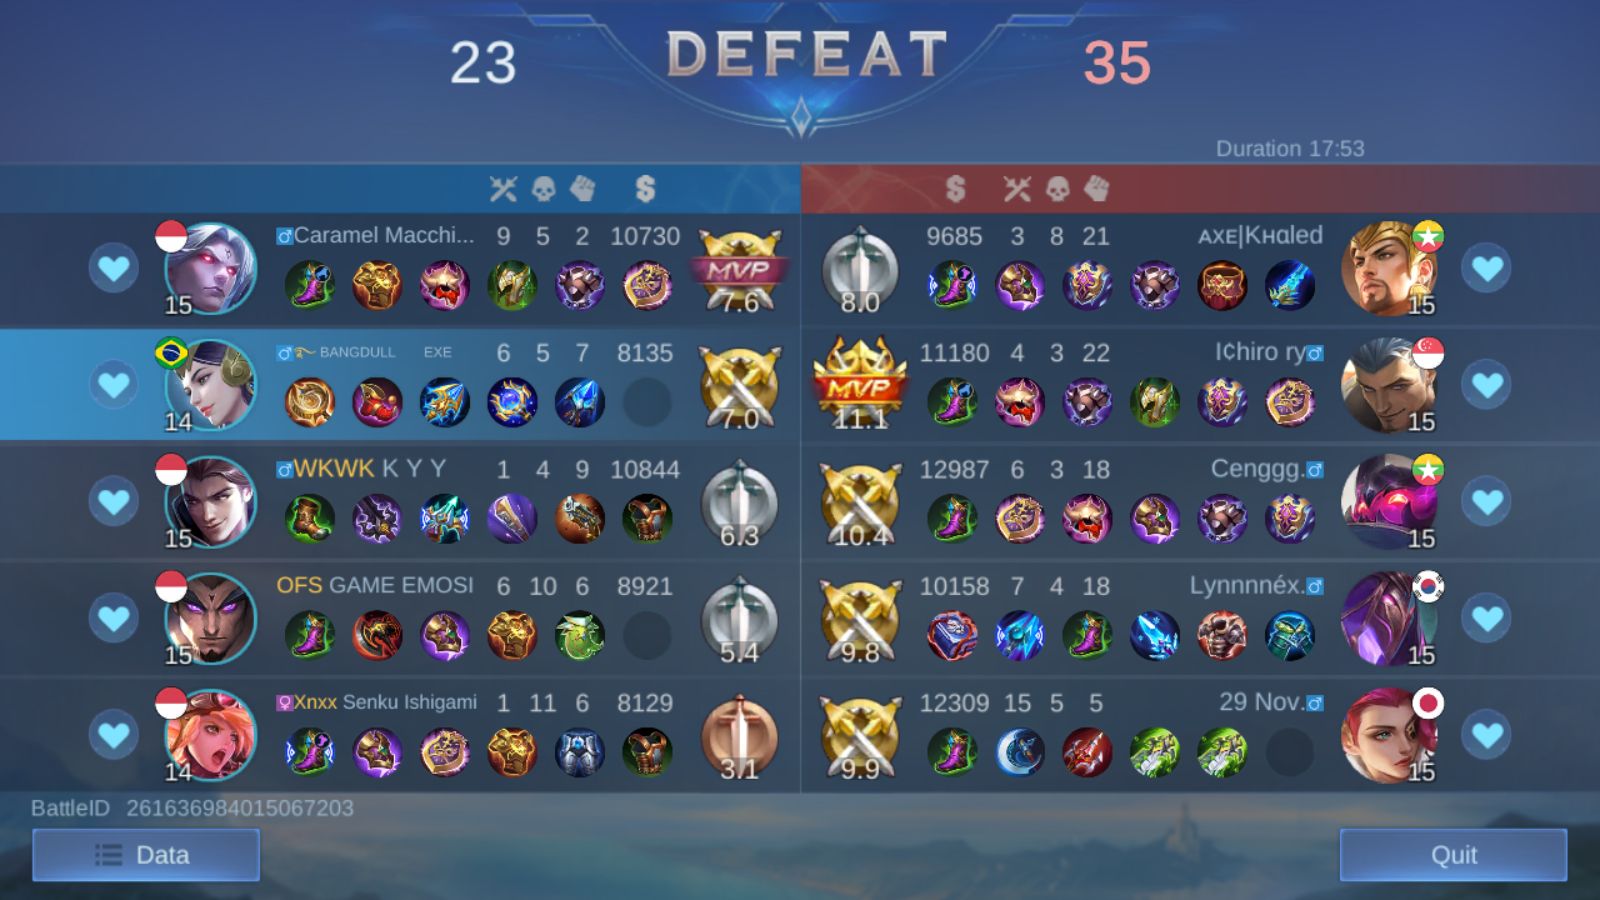 23 DEFEAT 35
Duration 17:53
Caramel Macchi... 9 5 2 10730 MVP 7.6 15
9685 3 8 21 AXE|KHɑled 8.0 15
BANGDULL EXE 6 5 7 8135 7.0 14
11180 4 3 22 I¢hiro ry MVP 11.1 15
WKWK K Y Y 1 4 9 10844 6.3 15
12987 6 3 18 Cenggg. 10.4 15
OFS GAME EMOSI 6 10 6 8921 5.4 15
10158 7 4 18 Lynnnnéx. 9.8 15
Xnxx Senku Ishigami 1 11 6 8129 3.1 14
12309 15 5 5 29 Nov. 9.9 15
BattleID 261636984015067203
Data
Quit